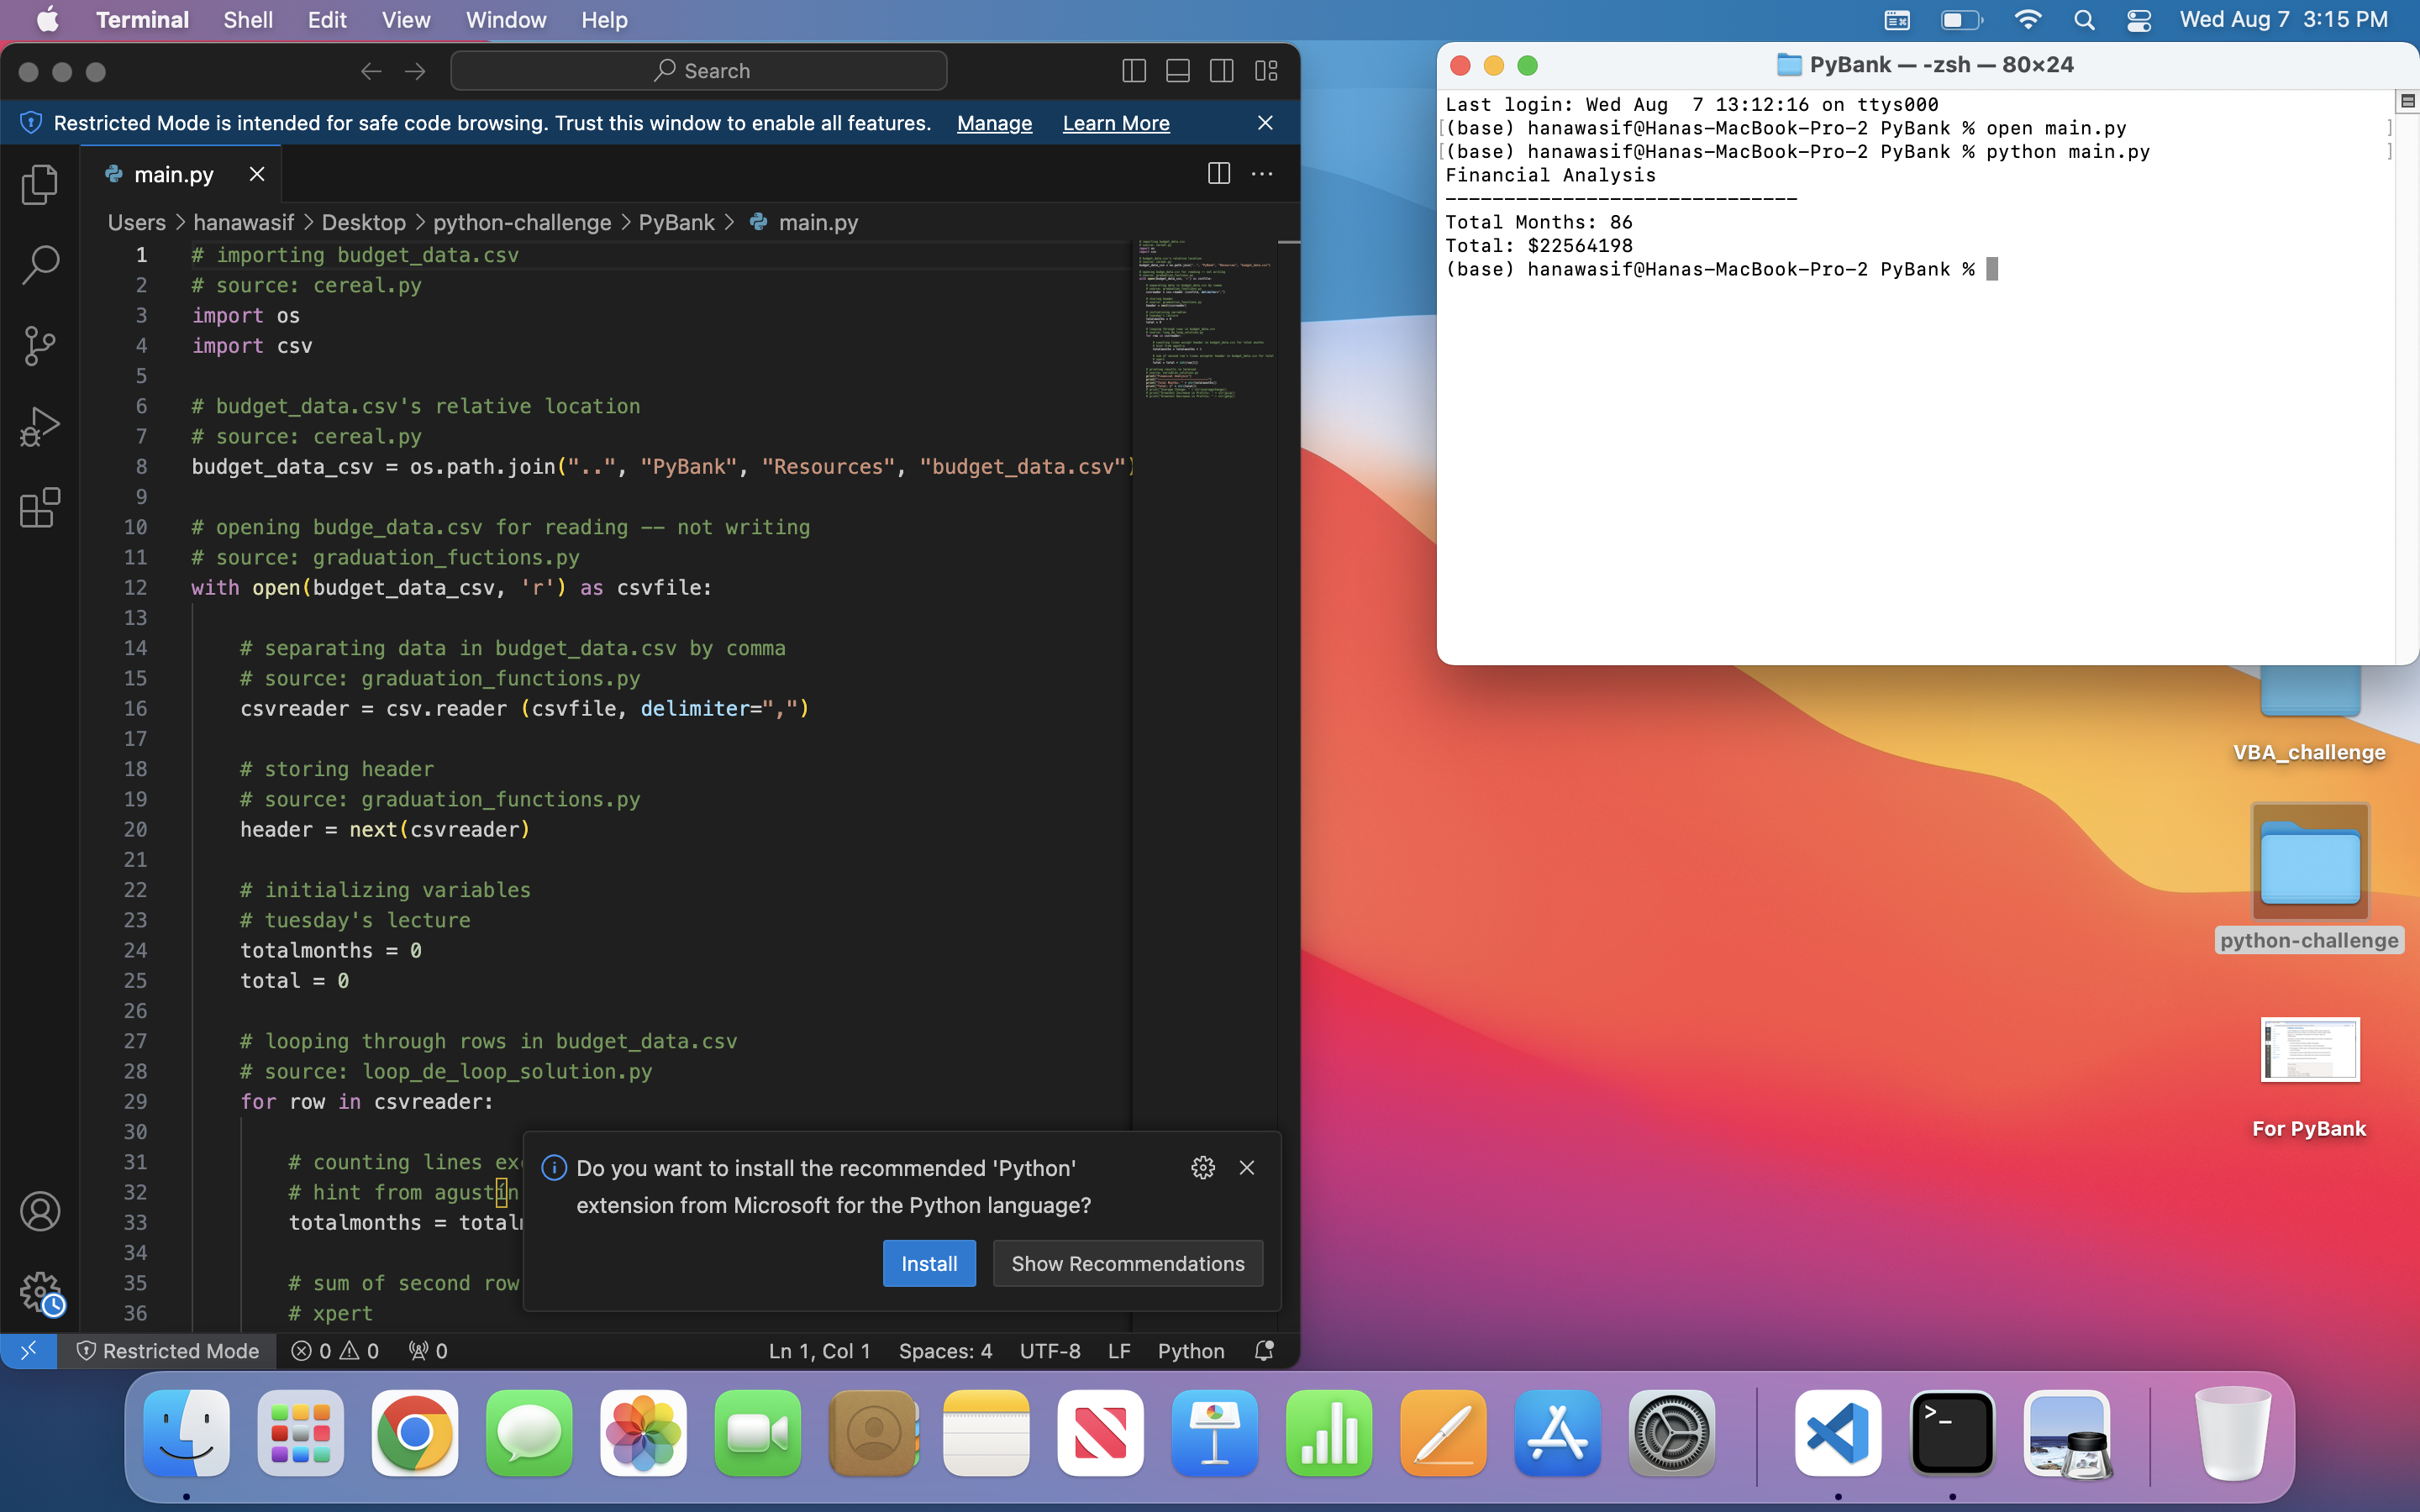 Terminal Shell Edit View Window Help Wed Aug 7 3:15 PM
Search
Restricted Mode is intended for safe code browsing. Trust this window to enable all features. Manage Learn More
main.py
Users > hanawasif > Desktop > python-challenge > PyBank > main.py
1 # importing budget_data.csv
2 # source: cereal.py
3 import os
4 import csv
5
6 # budget_data.csv's relative location
7 # source: cereal.py
8 budget_data_csv = os.path.join("..", "PyBank", "Resources", "budget_data.csv")
9
10 # opening budge_data.csv for reading -- not writing
11 # source: graduation_fuctions.py
12 with open(budget_data_csv, 'r') as csvfile:
13
14 # separating data in budget_data.csv by comma
15 # source: graduation_functions.py
16 csvreader = csv.reader (csvfile, delimiter=",")
17
18 # storing header
19 # source: graduation_functions.py
20 header = next(csvreader)
21
22 # initializing variables
23 # tuesday's lecture
24 totalmonths = 0
25 total = 0
26
27 # looping through rows in budget_data.csv
28 # source: loop_de_loop_solution.py
29 for row in csvreader:
30
31 # counting lines ex
32 # hint from agustín
33 totalmonths = total
34
35 # sum of second row
36 # xpert
Do you want to install the recommended 'Python'
extension from Microsoft for the Python language?
Install Show Recommendations
Restricted Mode 0 0 0 Ln 1, Col 1 Spaces: 4 UTF-8 LF Python
PyBank — -zsh — 80×24
Last login: Wed Aug  7 13:12:16 on ttys000
[(base) hanawasif@Hanas-MacBook-Pro-2 PyBank % open main.py ]
[(base) hanawasif@Hanas-MacBook-Pro-2 PyBank % python main.py ]
Financial Analysis
------------------------------
Total Months: 86
Total: $22564198
(base) hanawasif@Hanas-MacBook-Pro-2 PyBank %
VBA_challenge
python-challenge
For PyBank
>_